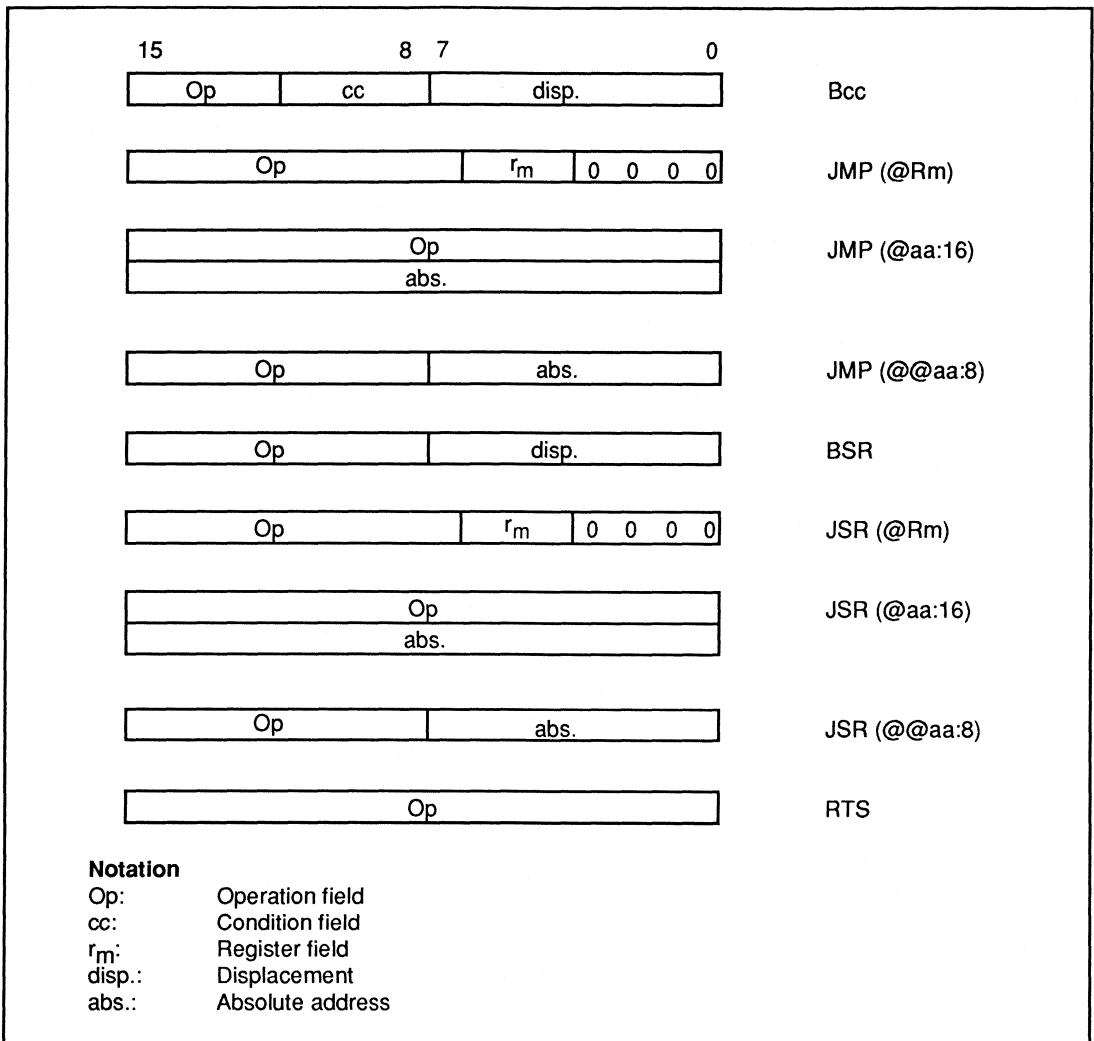 15 8 7 0
Op cc disp. Bcc
Op rm 0 0 0 0 JMP (@Rm)
Op JMP (@aa:16)
abs.
Op abs. JMP (@@aa:8)
Op disp. BSR
Op rm 0 0 0 0 JSR (@Rm)
Op JSR (@aa:16)
abs.
Op abs. JSR (@@aa:8)
Op RTS
Notation
Op: Operation field
cc: Condition field
rm: Register field
disp.: Displacement
abs.: Absolute address